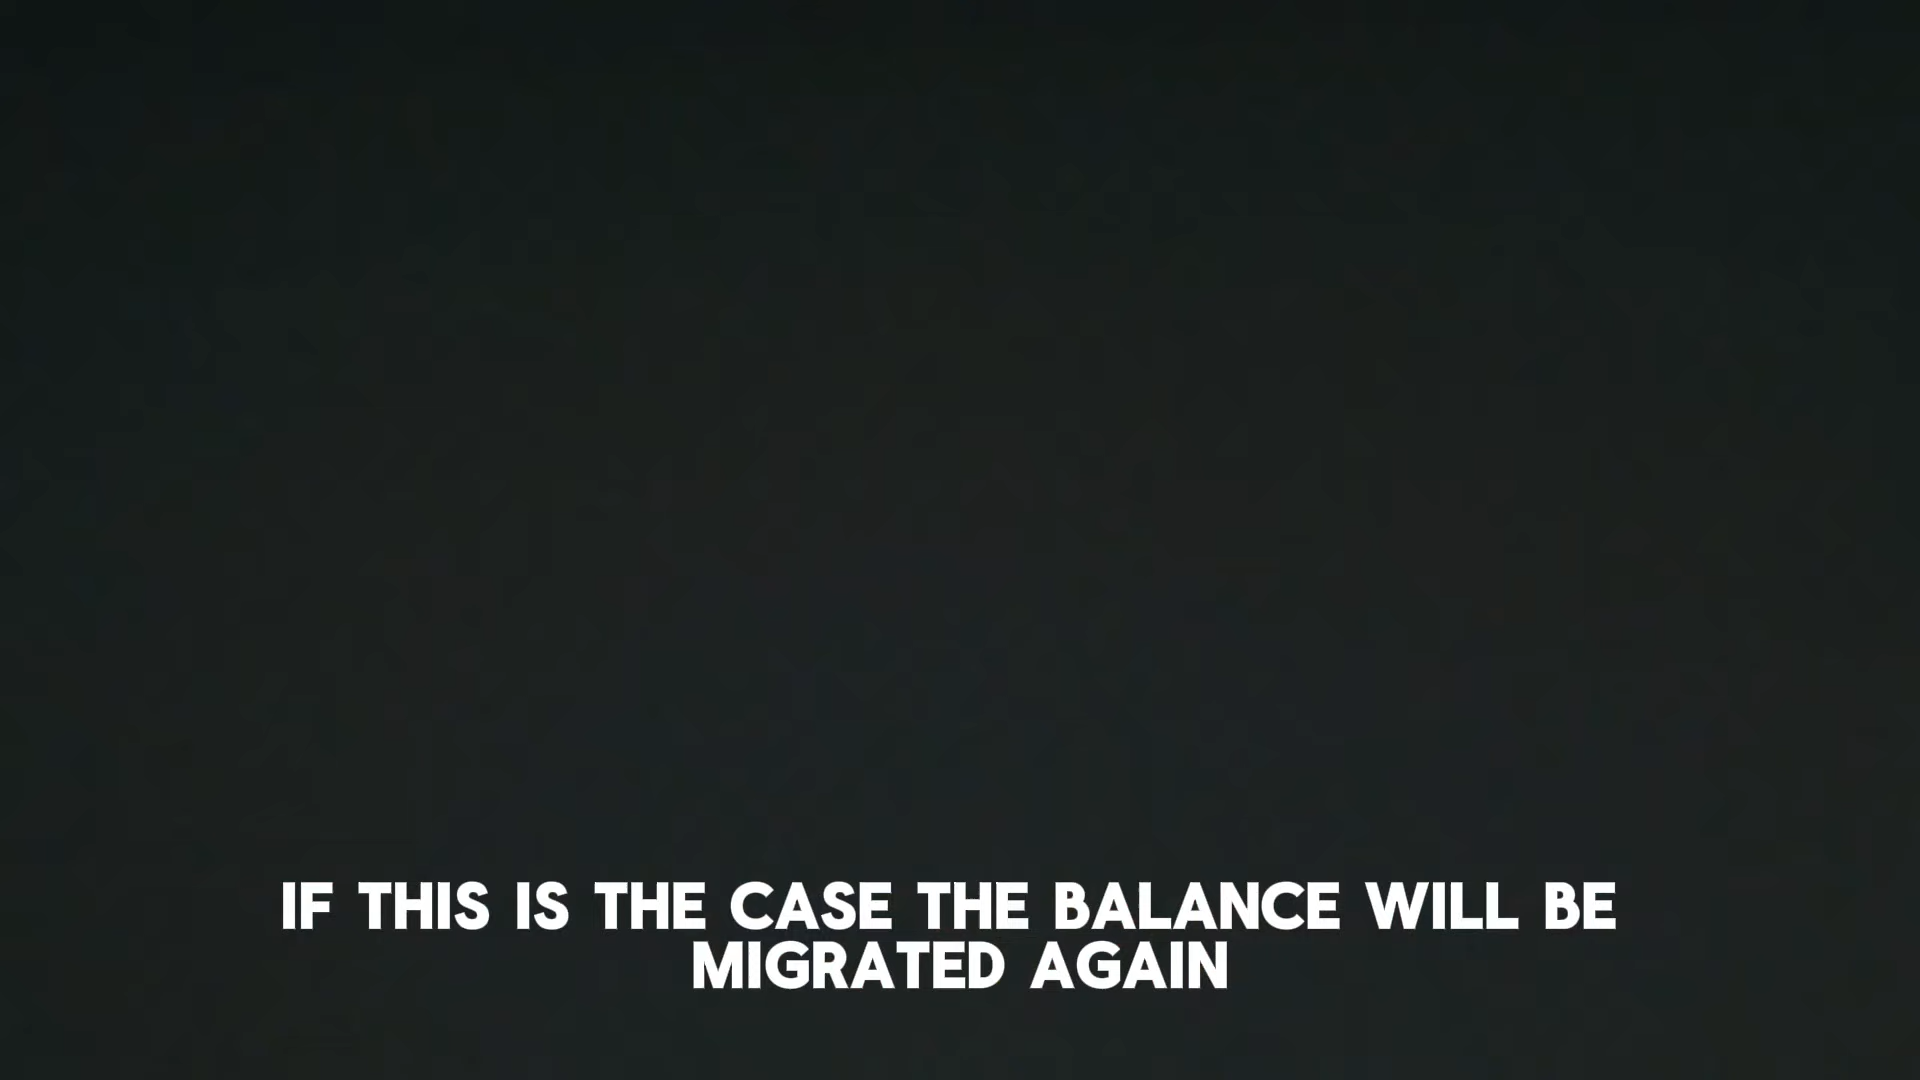 IF THIS IS THE CASE THE BALANCE WILL BE
MIGRATED AGAIN